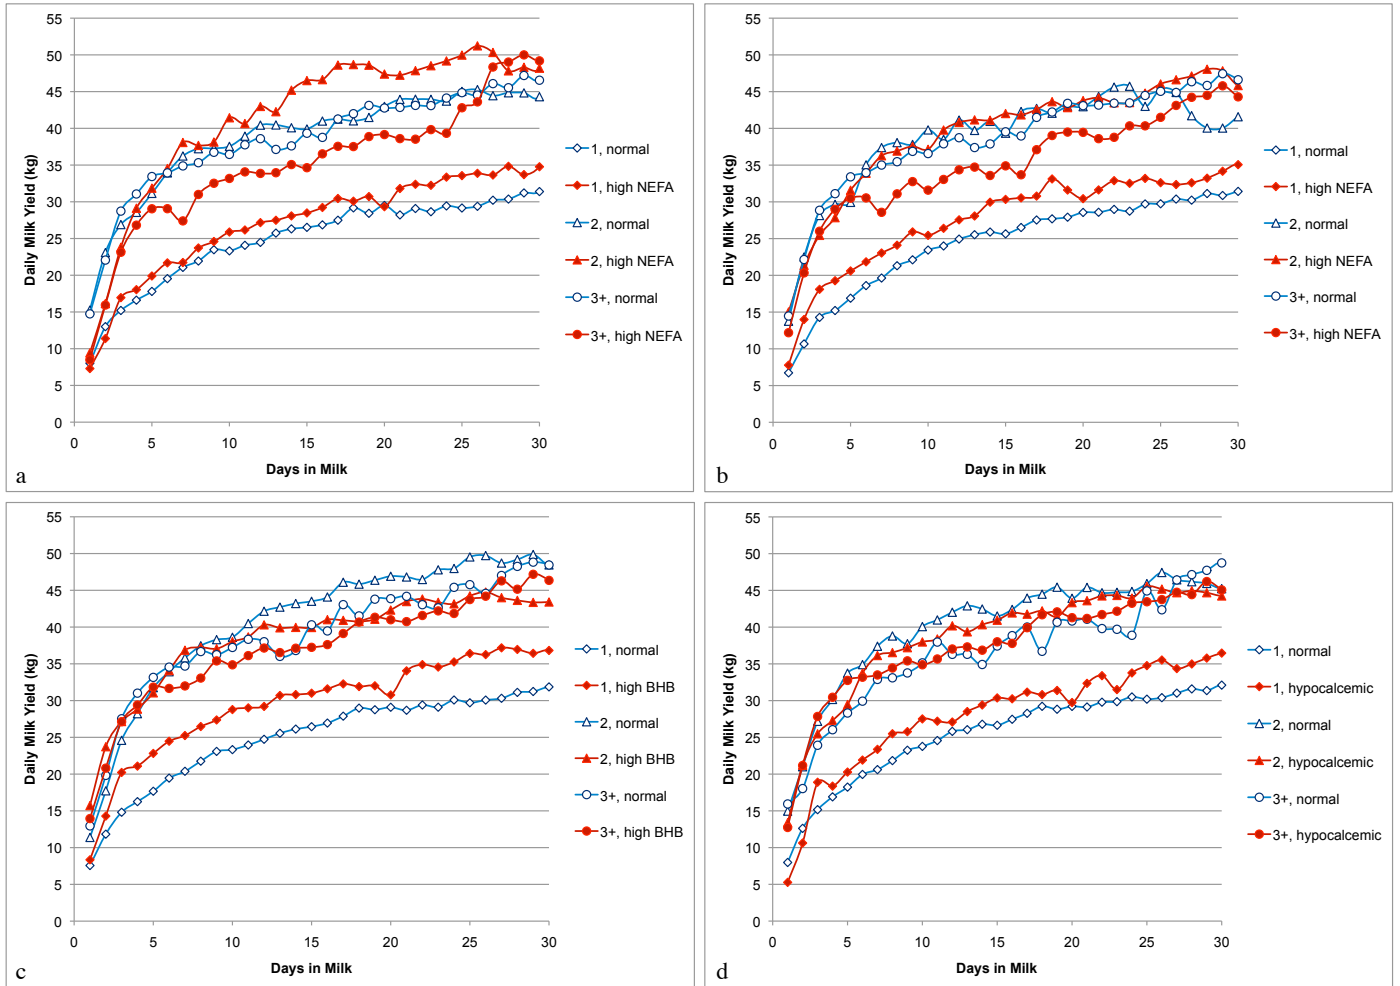 55
50
45
40
35
30
25
20
15
10
5
0
Daily Milk Yield (kg)
0 5 10 15 20 25 30
Days in Milk
1, normal
1, high NEFA
2, normal
2, high NEFA
3+, normal
3+, high NEFA
a
55
50
45
40
35
30
25
20
15
10
5
0
Daily Milk Yield (kg)
0 5 10 15 20 25 30
Days in Milk
1, normal
1, high NEFA
2, normal
2, high NEFA
3+, normal
3+, high NEFA
b
55
50
45
40
35
30
25
20
15
10
5
0
Daily Milk Yield (kg)
0 5 10 15 20 25 30
Days in Milk
1, normal
1, high BHB
2, normal
2, high BHB
3+, normal
3+, high BHB
c
55
50
45
40
35
30
25
20
15
10
5
0
Daily Milk Yield (kg)
0 5 10 15 20 25 30
Days in Milk
1, normal
1, hypocalcemic
2, normal
2, hypocalcemic
3+, normal
3+, hypocalcemic
d